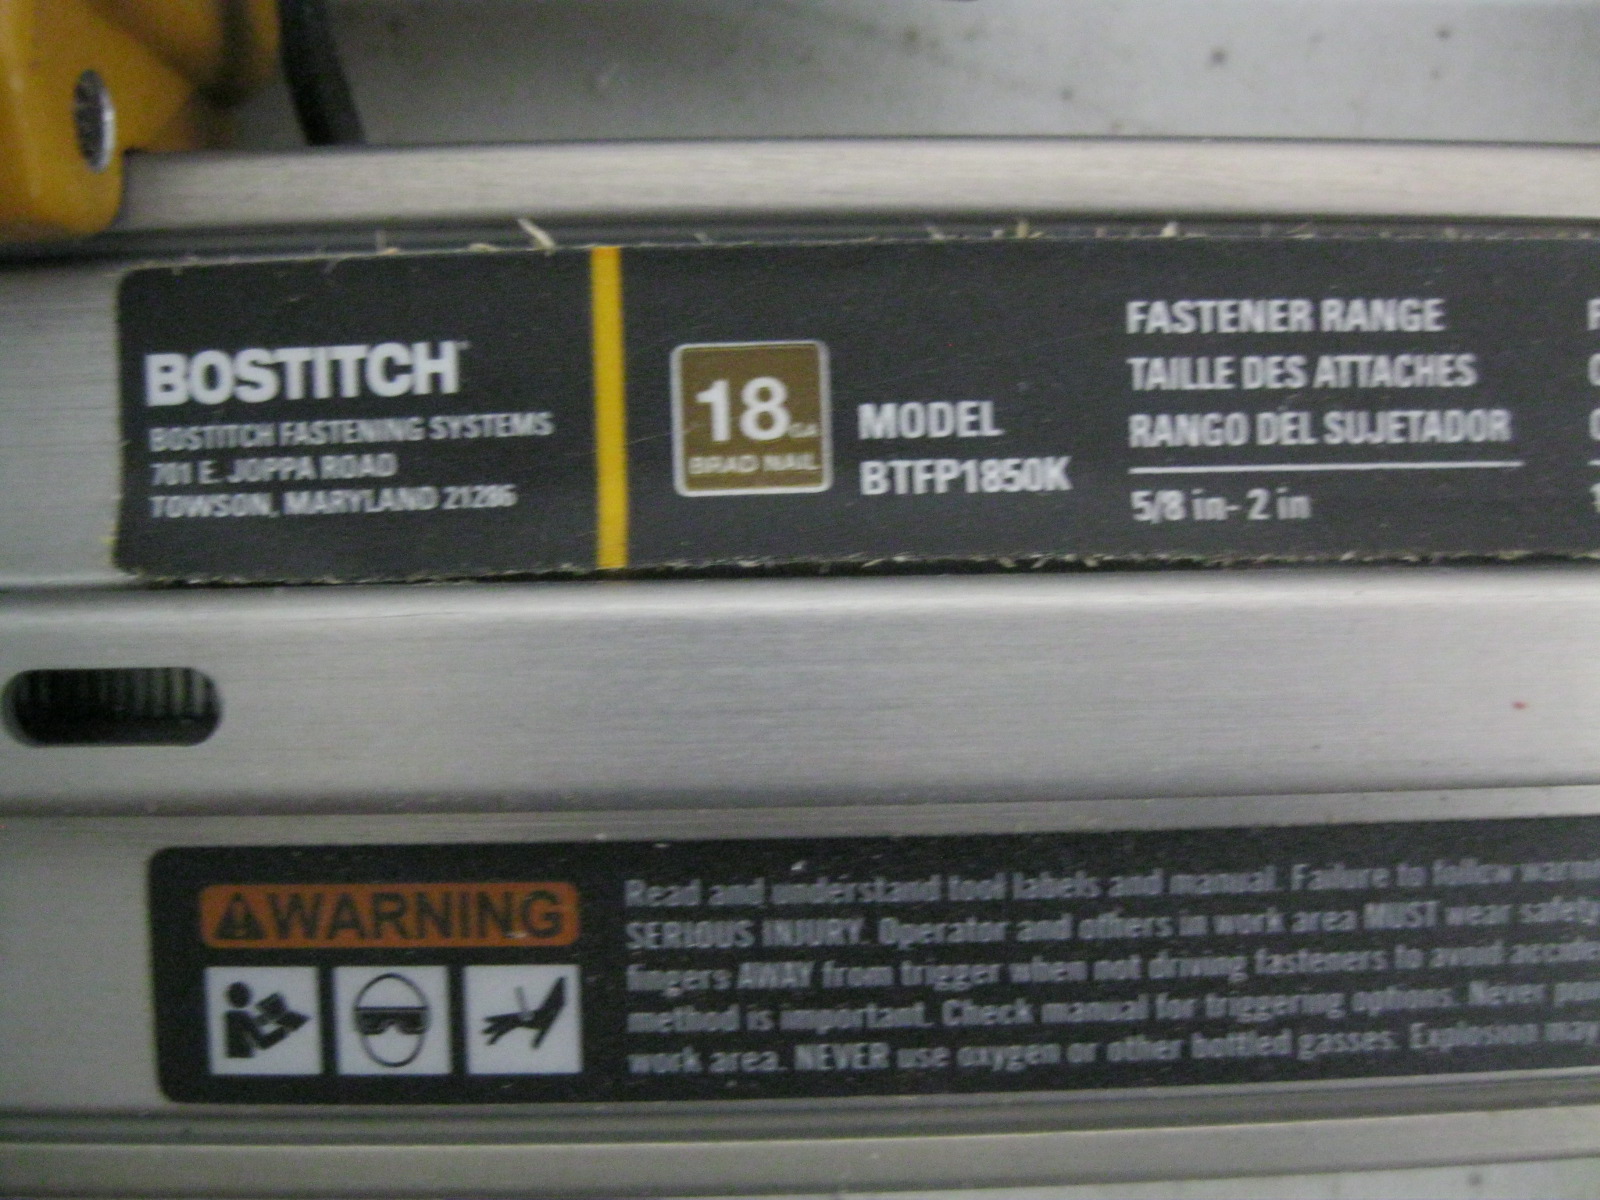 BOSTITCH
BOSTITCH FASTENING SYSTEMS
701 E. JOPPA ROAD
TOWSON, MARYLAND 21286
18 GA
BRAD NAIL
MODEL
BTFP1850K
FASTENER RANGE
TAILLE DES ATTACHES
RANGO DEL SUJETADOR
5/8 in- 2 in
WARNING
Read and understand tool labels and manual. Failure to follow
SERIOUS INJURY. Operator and others in work area MUST wear safety
fingers AWAY from trigger when not driving fasteners to avoid
method is important. Check manual for triggering options. Never
work area. NEVER use oxygen or other bottled gasses. Explosion may